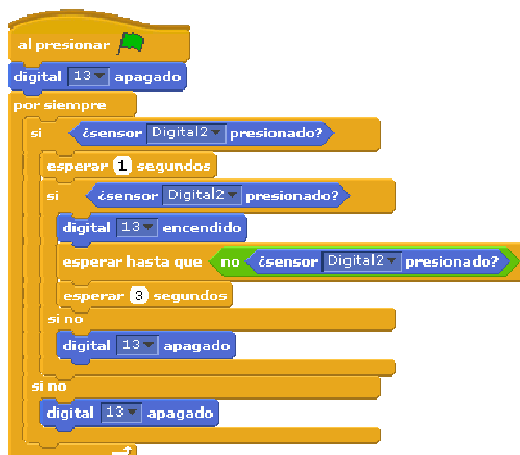 al presionar
digital 13 apagado
por siempre
si ¿sensor Digital2 presionado?
esperar 1 segundos
si ¿sensor Digital2 presionado?
digital 13 encendido
esperar hasta que no ¿sensor Digital2 presionado?
esperar 3 segundos
si no
digital 13 apagado
si no
digital 13 apagado